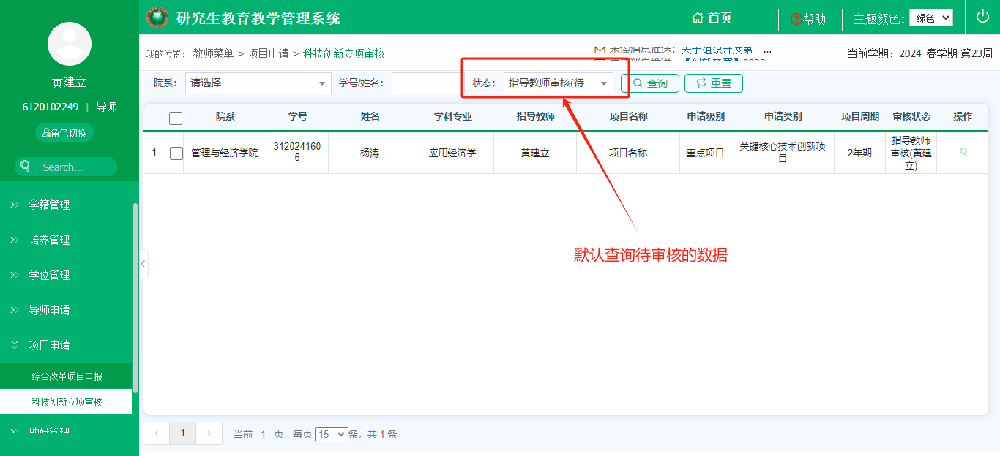 研究生教育教学管理系统
首页
帮助
主题颜色:
绿色
黄建立
6120102249 | 导师
角色切换
Search...
学籍管理
培养管理
学位管理
导师申请
项目申请
综合改革项目申报
科技创新立项审核
助研管理
我的位置: 教师菜单 > 项目申请 > 科技创新立项审核
未读消息推送: 关于组织开展第二...
当前学期: 2024_春学期 第23周
院系: 请选择...... 学号/姓名: 状态: 指导教师审核(待... 查询 重置
院系 学号 姓名 学科专业 指导教师 项目名称 申请级别 申请类别 项目周期 审核状态 操作
1 管理与经济学院 3120241606 杨涛 应用经济学 黄建立 项目名称 重点项目 关键核心技术创新项目 2年期 指导教师审核(黄建立)
默认查询待审核的数据
< 1 > 当前 1 页, 每页 15 条, 共 1 条